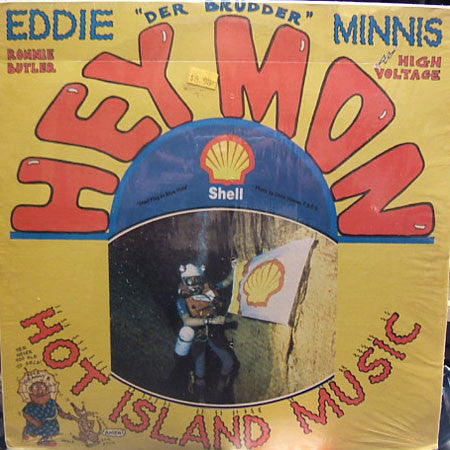 "DER BRUDDER"
EDDIE MINNIS
RONNIE
BUTLER
HIGH
VOLTAGE
HEY MON
Shell
HOT ISLAND MUSIC